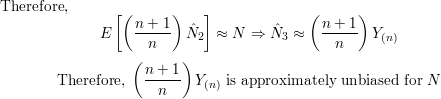 Therefore,
E[((n+1)/n) N̂₂] ≈ N ⇒ N̂₃ ≈ ((n+1)/n) Y₍ₙ₎
Therefore, ((n+1)/n) Y₍ₙ₎ is approximately unbiased for N